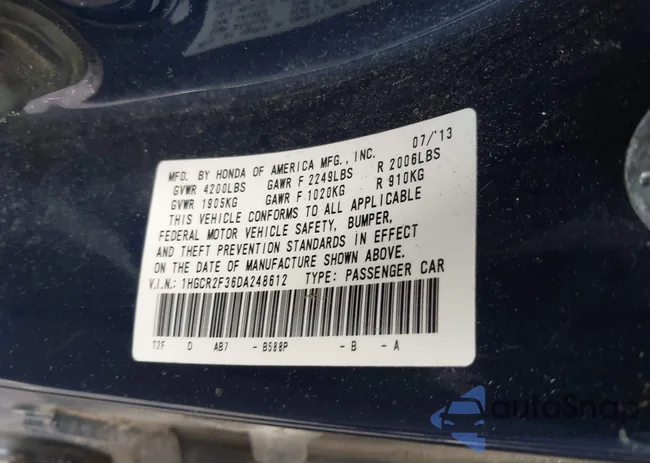 MFD. BY HONDA OF AMERICA MFG., INC. 07/'13
GVWR 4200LBS GAWR F 2249LBS R 2006LBS
GVWR 1905KG GAWR F 1020KG R 910KG
THIS VEHICLE CONFORMS TO ALL APPLICABLE
FEDERAL MOTOR VEHICLE SAFETY, BUMPER,
AND THEFT PREVENTION STANDARDS IN EFFECT
ON THE DATE OF MANUFACTURE SHOWN ABOVE.
V.I.N.: 1HGCR2F36DA248612 TYPE: PASSENGER CAR
T2F D AB7 - B588P - B - A
autoSnap